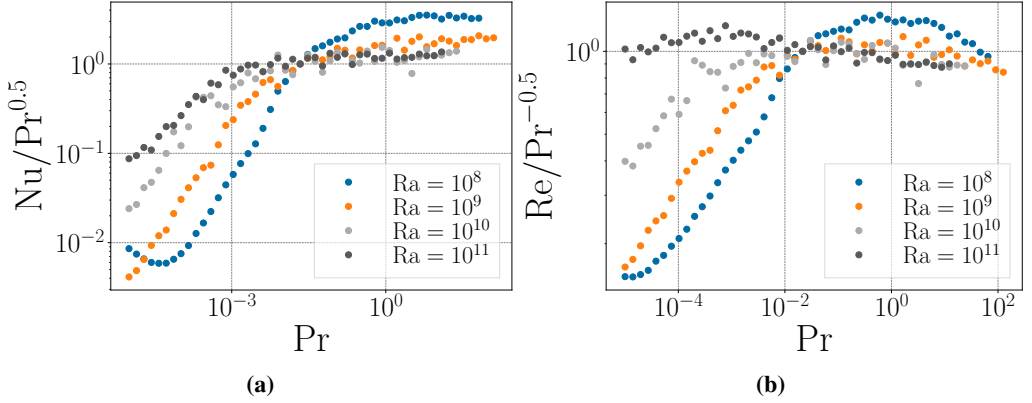 Nu/Pr^0.5
10^0
10^-1
10^-2
10^-3
10^0
Pr
Ra = 10^8
Ra = 10^9
Ra = 10^10
Ra = 10^11
(a)
Re/Pr^-0.5
10^0
10^-4
10^-2
10^0
10^2
Pr
Ra = 10^8
Ra = 10^9
Ra = 10^10
Ra = 10^11
(b)